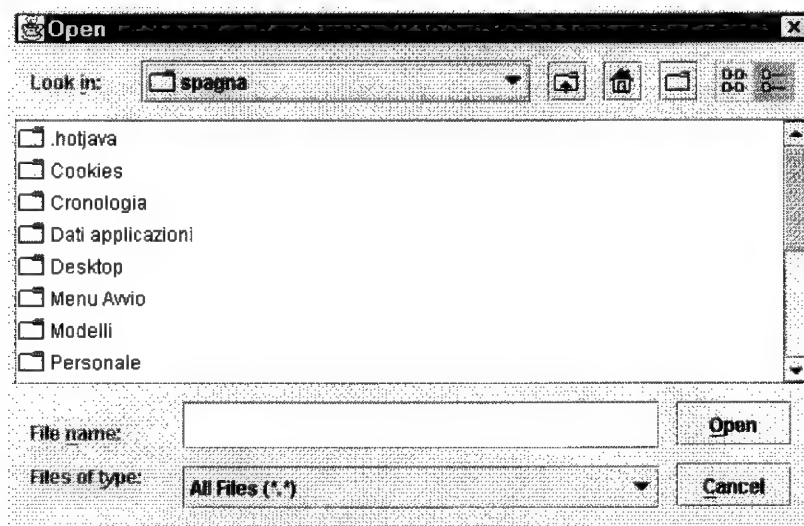 Open
Look in: spagna
.hotjava
Cookies
Cronologia
Dati applicazioni
Desktop
Menu Avvio
Modelli
Personale
File name: Open
Files of type: All Files (*.*) Cancel